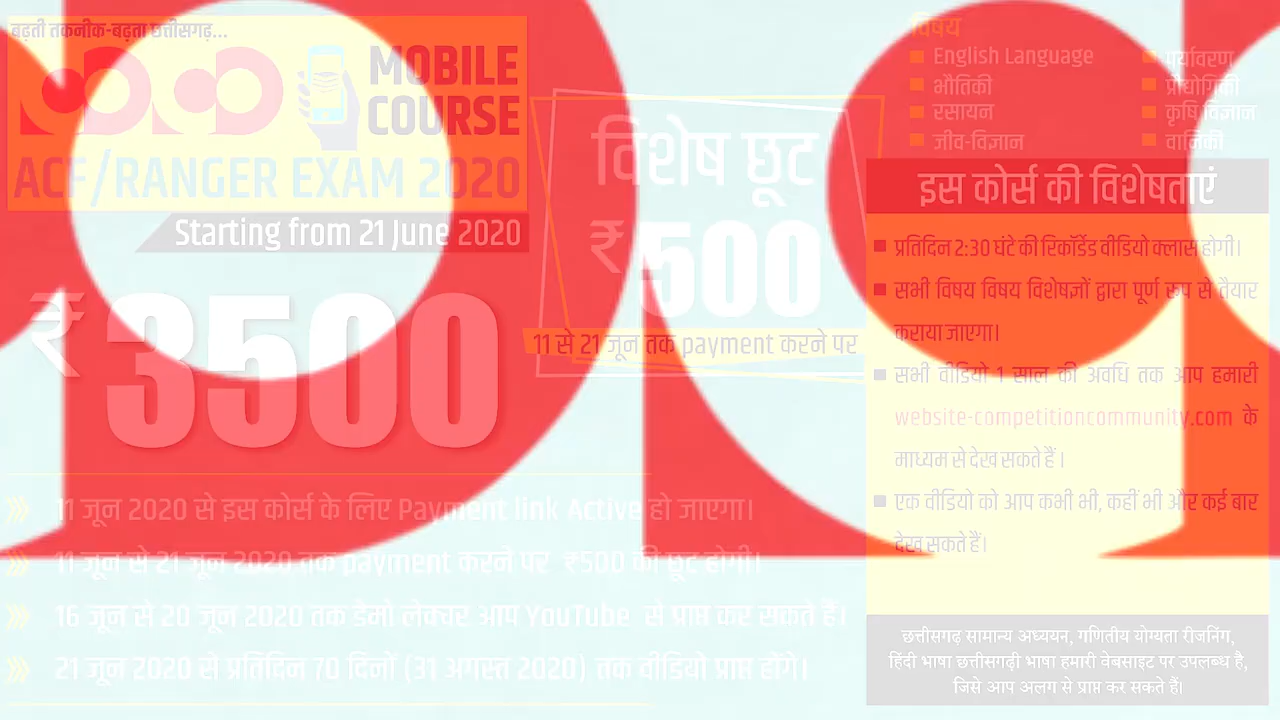 बढ़ती तकनीक-बढ़ता छत्तीसगढ़...
MOBILE
COURSE
ACF/RANGER EXAM 2020
Starting from 21 June 2020
₹3500
विशेष छूट
₹500
11 से 21 जून तक payment करने पर
11 जून 2020 से इस कोर्स के लिए Payment link Active हो जाएगा।
11 जून से 21 जून 2020 तक payment करने पर ₹500 की छूट होगी।
16 जून से 20 जून 2020 तक डेमो लेक्चर आप YouTube से प्राप्त कर सकते हैं।
21 जून 2020 से प्रतिदिन 70 दिनों (31 अगस्त 2020) तक वीडियो प्राप्त होंगे।
विषय
English Language
भौतिकी
रसायन
जीव-विज्ञान
पर्यावरण
प्रौद्योगिकी
कृषि विज्ञान
वानिकी
इस कोर्स की विशेषताएं
प्रतिदिन 2:30 घंटे की रिकॉर्डेड वीडियो क्लास होगी।
सभी विषय विषय विशेषज्ञों द्वारा पूर्ण रूप से तैयार
कराया जाएगा।
सभी वीडियो 1 साल की अवधि तक आप हमारी
website-competitioncommunity.com के
माध्यम से देख सकते हैं।
एक वीडियो को आप कभी भी, कहीं भी और कई बार
देख सकते हैं।
छत्तीसगढ़ सामान्य अध्ययन, गणितीय योग्यता रीजनिंग,
हिंदी भाषा छत्तीसगढ़ी भाषा हमारी वेबसाइट पर उपलब्ध है,
जिसे आप अलग से प्राप्त कर सकते हैं।